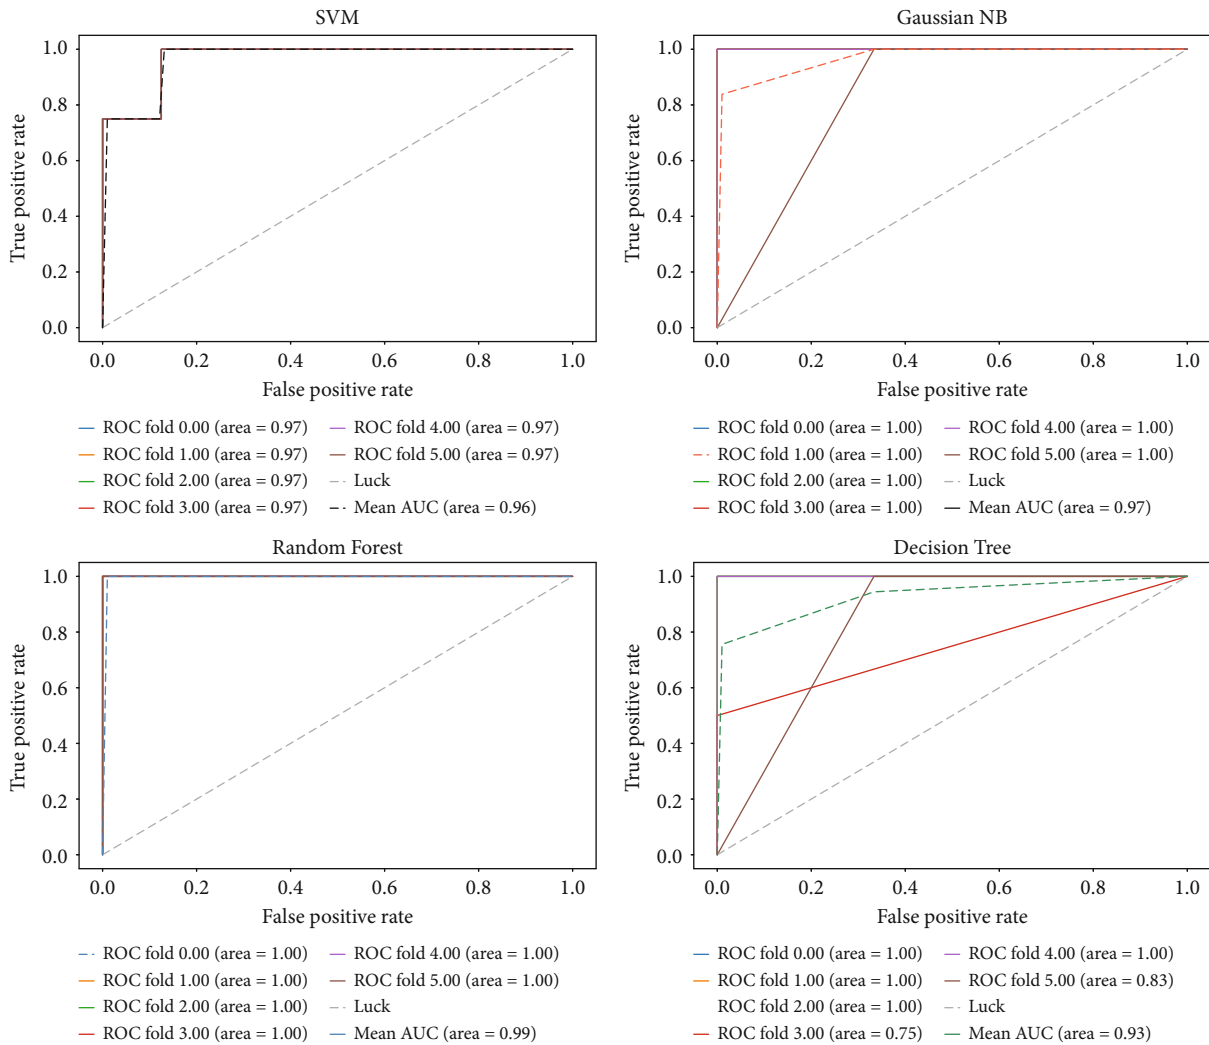 SVM
True positive rate
1.0
0.8
0.6
0.4
0.2
0.0
0.0 0.2 0.4 0.6 0.8 1.0
False positive rate
ROC fold 0.00 (area = 0.97)
ROC fold 1.00 (area = 0.97)
ROC fold 2.00 (area = 0.97)
ROC fold 3.00 (area = 0.97)
ROC fold 4.00 (area = 0.97)
ROC fold 5.00 (area = 0.97)
Luck
Mean AUC (area = 0.96)
Gaussian NB
True positive rate
1.0
0.8
0.6
0.4
0.2
0.0
0.0 0.2 0.4 0.6 0.8 1.0
False positive rate
ROC fold 0.00 (area = 1.00)
ROC fold 1.00 (area = 1.00)
ROC fold 2.00 (area = 1.00)
ROC fold 3.00 (area = 1.00)
ROC fold 4.00 (area = 1.00)
ROC fold 5.00 (area = 1.00)
Luck
Mean AUC (area = 0.97)
Random Forest
True positive rate
1.0
0.8
0.6
0.4
0.2
0.0
0.0 0.2 0.4 0.6 0.8 1.0
False positive rate
ROC fold 0.00 (area = 1.00)
ROC fold 1.00 (area = 1.00)
ROC fold 2.00 (area = 1.00)
ROC fold 3.00 (area = 1.00)
ROC fold 4.00 (area = 1.00)
ROC fold 5.00 (area = 1.00)
Luck
Mean AUC (area = 0.99)
Decision Tree
True positive rate
1.0
0.8
0.6
0.4
0.2
0.0
0.0 0.2 0.4 0.6 0.8 1.0
False positive rate
ROC fold 0.00 (area = 1.00)
ROC fold 1.00 (area = 1.00)
ROC fold 2.00 (area = 1.00)
ROC fold 3.00 (area = 0.75)
ROC fold 4.00 (area = 1.00)
ROC fold 5.00 (area = 0.83)
Luck
Mean AUC (area = 0.93)